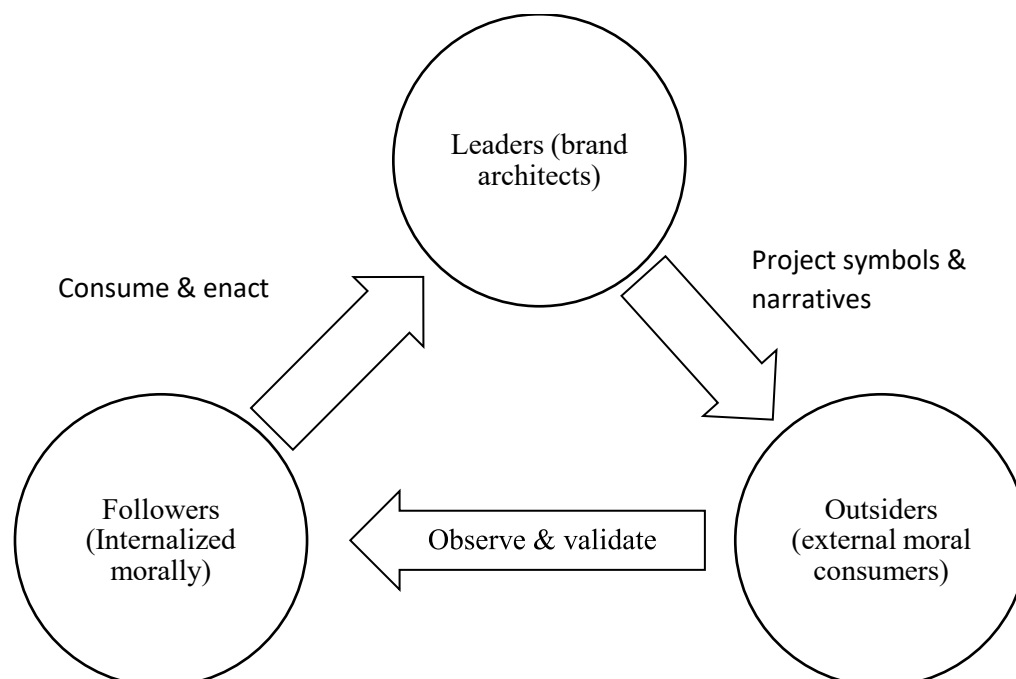 Leaders (brand
architects)
Consume & enact
Project symbols &
narratives
Followers
(Internalized
morally)
Observe & validate
Outsiders
(external moral
consumers)